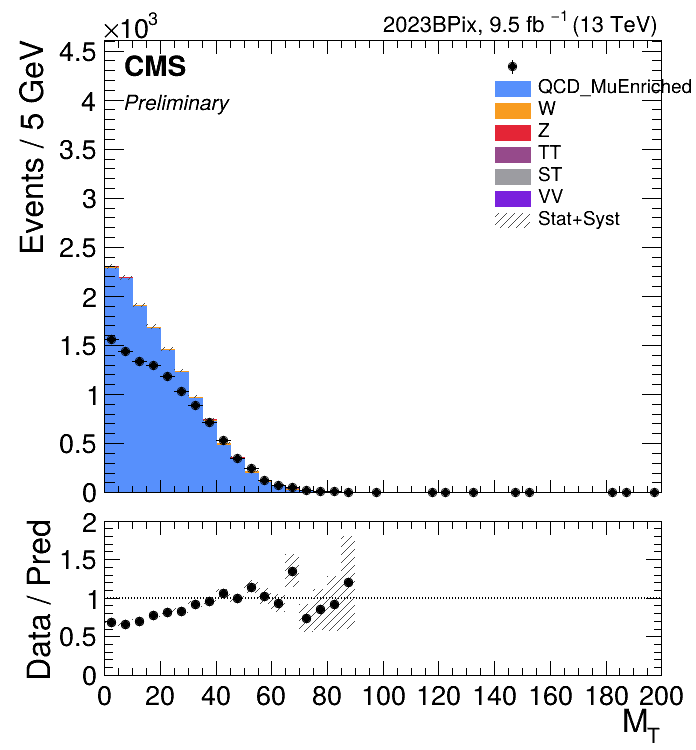 ×10³
2023BPix, 9.5 fb⁻¹ (13 TeV)
Events / 5 GeV
CMS
Preliminary
QCD_MuEnriched
W
Z
TT
ST
VV
Stat+Syst
4.5
4
3.5
3
2.5
2
1.5
1
0.5
0
Data / Pred
2
1.5
1
0.5
0
0 20 40 60 80 100 120 140 160 180 200
M_T